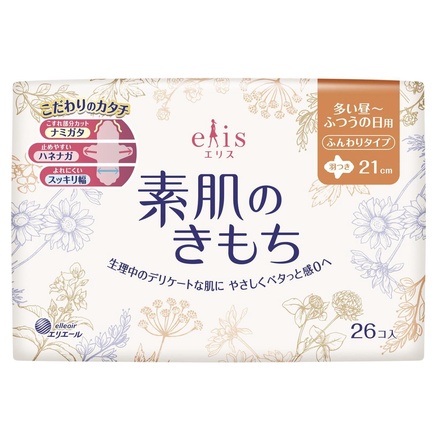 こだわりのカタチ
こすれ部分カット
ナミガタ
止めやすい
ハネナガ
よれにくい
スッキリ幅
elis
エリス
多い昼〜
ふつうの日用
ふんわりタイプ
羽つき 21cm
素肌の
きもち
生理中のデリケートな肌に やさしくベタっと感0へ
elleair
エリエール
26コ入